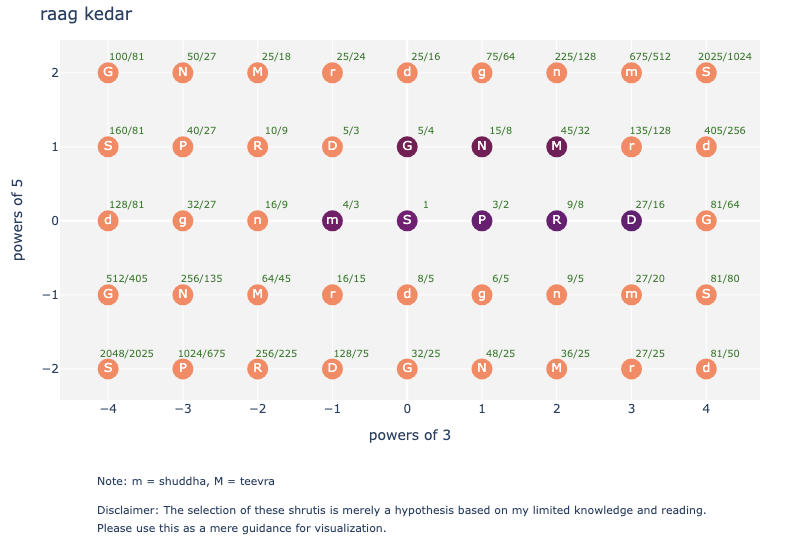 raag kedar
100/81 50/27 25/18 25/24 25/16 75/64 225/128 675/512 2025/1024
2 G N M r d g n m S
160/81 40/27 10/9 5/3 5/4 15/8 45/32 135/128 405/256
1 S P R D G N M r d
128/81 32/27 16/9 4/3 1 3/2 9/8 27/16 81/64
0 d g n m S P R D G
512/405 256/135 64/45 16/15 8/5 6/5 9/5 27/20 81/80
−1 G N M r d g n m S
2048/2025 1024/675 256/225 128/75 32/25 48/25 36/25 27/25 81/50
−2 S P R D G N M r d
−4 −3 −2 −1 0 1 2 3 4
powers of 5
powers of 3
Note: m = shuddha, M = teevra
Disclaimer: The selection of these shrutis is merely a hypothesis based on my limited knowledge and reading.
Please use this as a mere guidance for visualization.